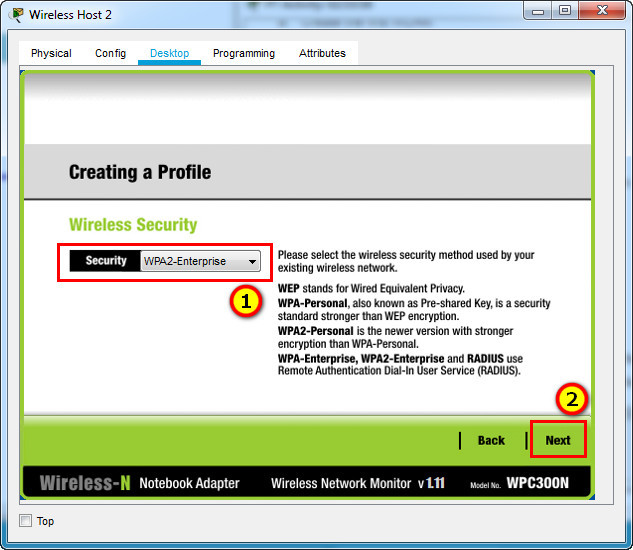 Wireless Host 2
Physical Config Desktop Programming Attributes
Creating a Profile
Wireless Security
Security WPA2-Enterprise
1
Please select the wireless security method used by your
existing wireless network.
WEP stands for Wired Equivalent Privacy.
WPA-Personal, also known as Pre-shared Key, is a security
standard stronger than WEP encryption.
WPA2-Personal is the newer version with stronger
encryption than WPA-Personal.
WPA-Enterprise, WPA2-Enterprise and RADIUS use
Remote Authentication Dial-In User Service (RADIUS).
2
Back Next
Wireless-N Notebook Adapter Wireless Network Monitor v 1.11 Model No. WPC300N
Top